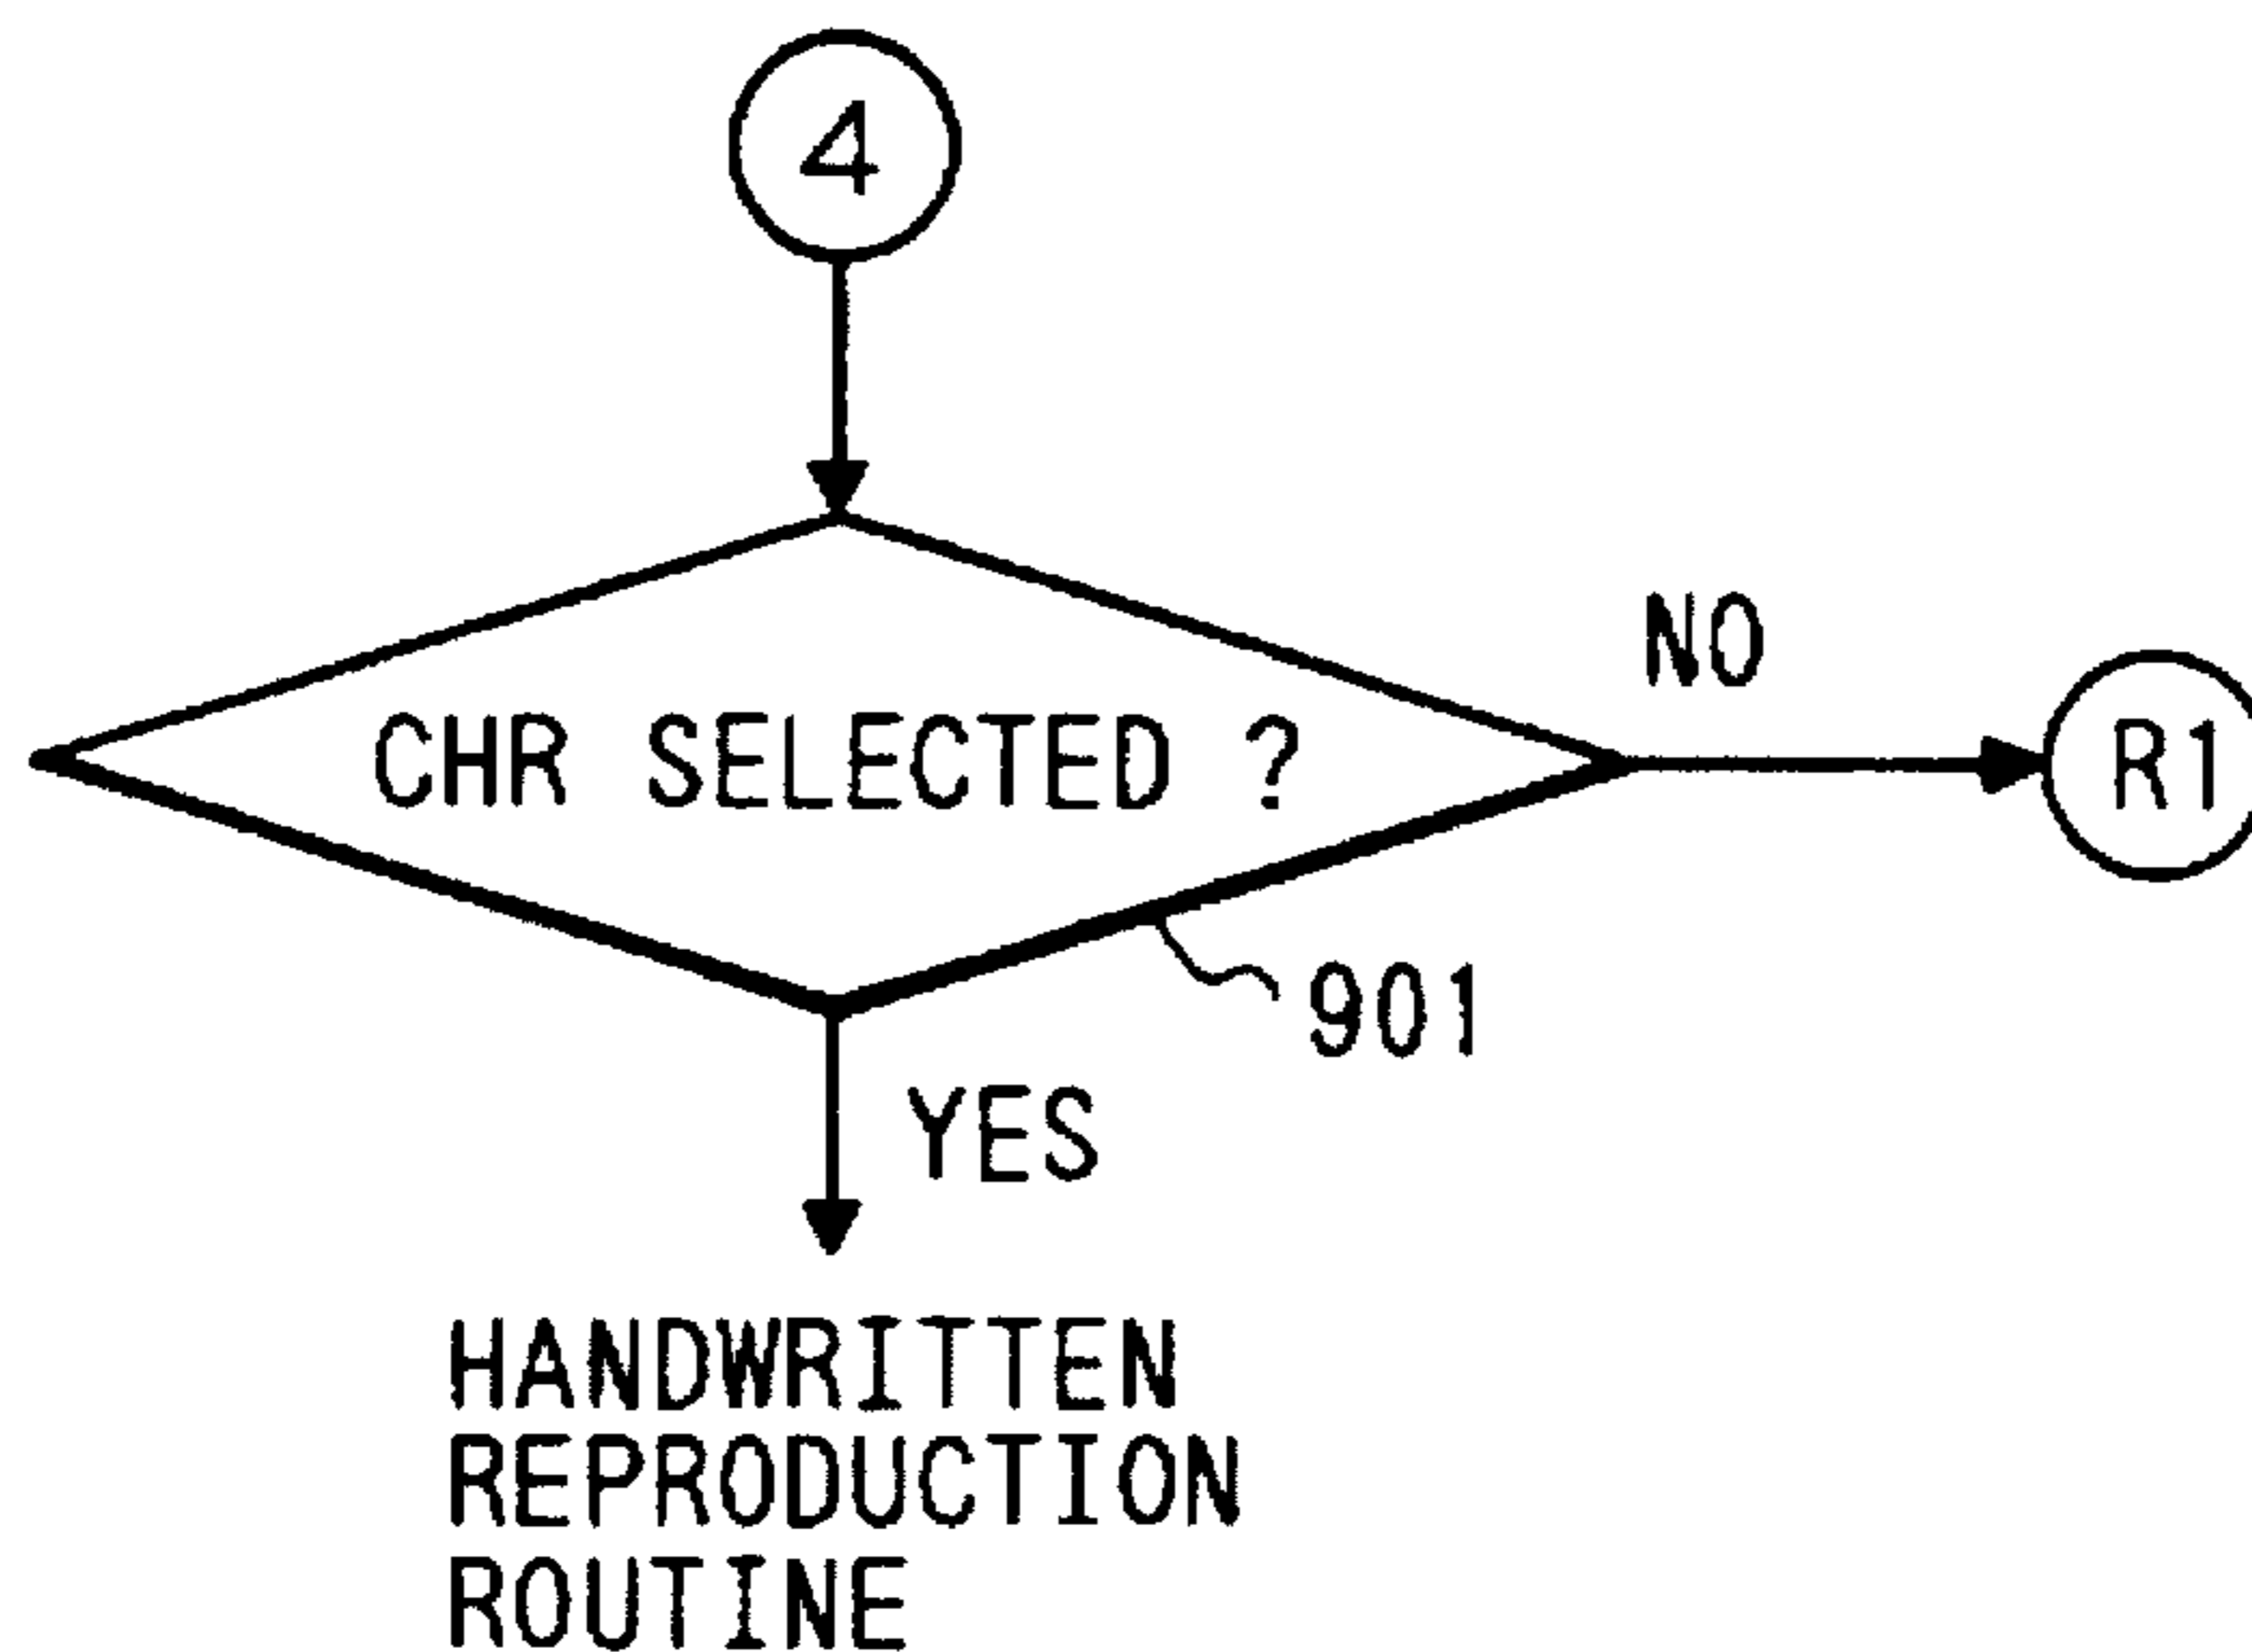 4
NO
CHR SELECTED ?
R1
901
YES
HANDWRITTEN
REPRODUCTION
ROUTINE